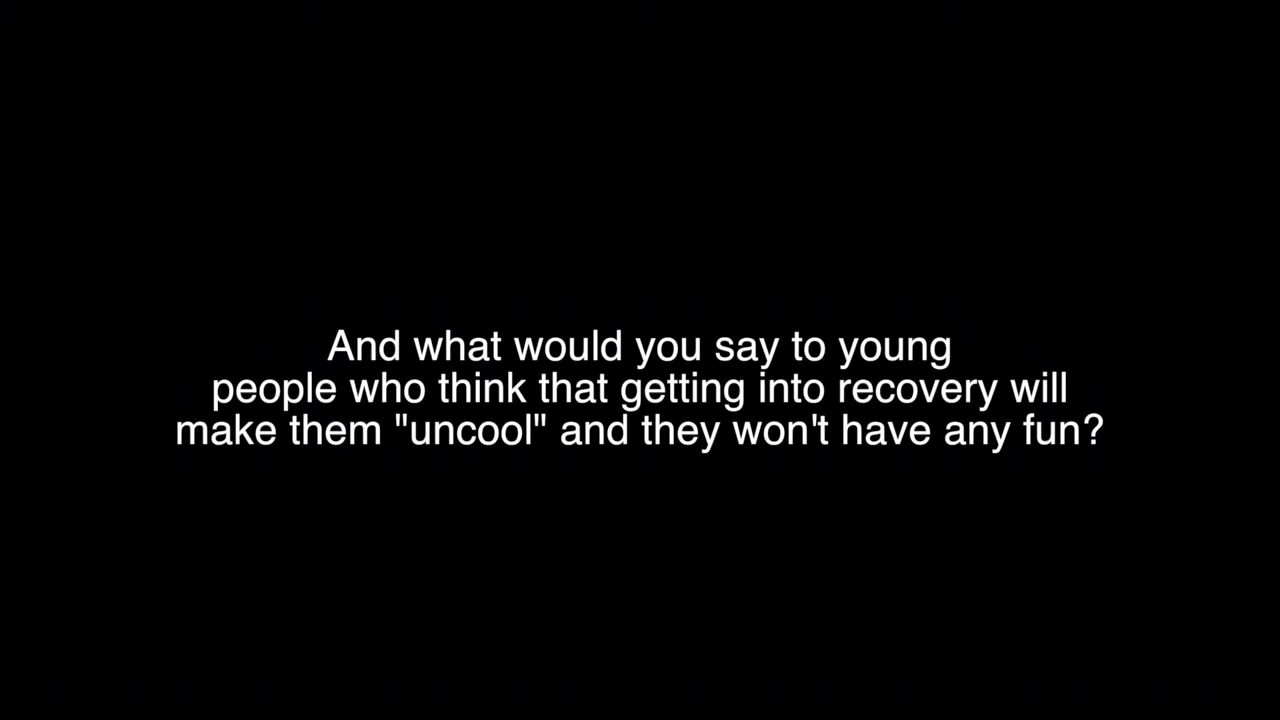 And what would you say to young
people who think that getting into recovery will
make them "uncool" and they won't have any fun?